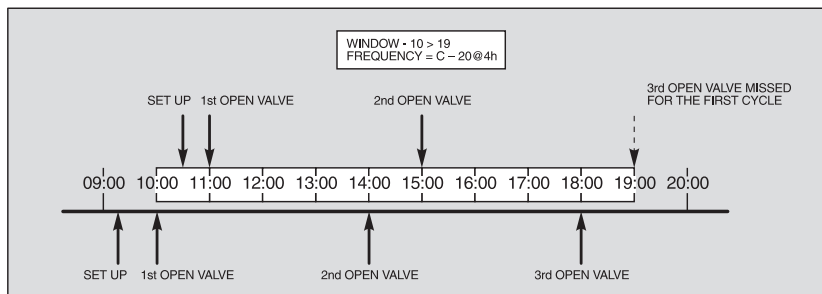 WINDOW - 10 > 19
FREQUENCY = C – 20@4h
3rd OPEN VALVE MISSED
FOR THE FIRST CYCLE
SET UP 1st OPEN VALVE 2nd OPEN VALVE
09:00 10:00 11:00 12:00 13:00 14:00 15:00 16:00 17:00 18:00 19:00 20:00
SET UP 1st OPEN VALVE 2nd OPEN VALVE 3rd OPEN VALVE